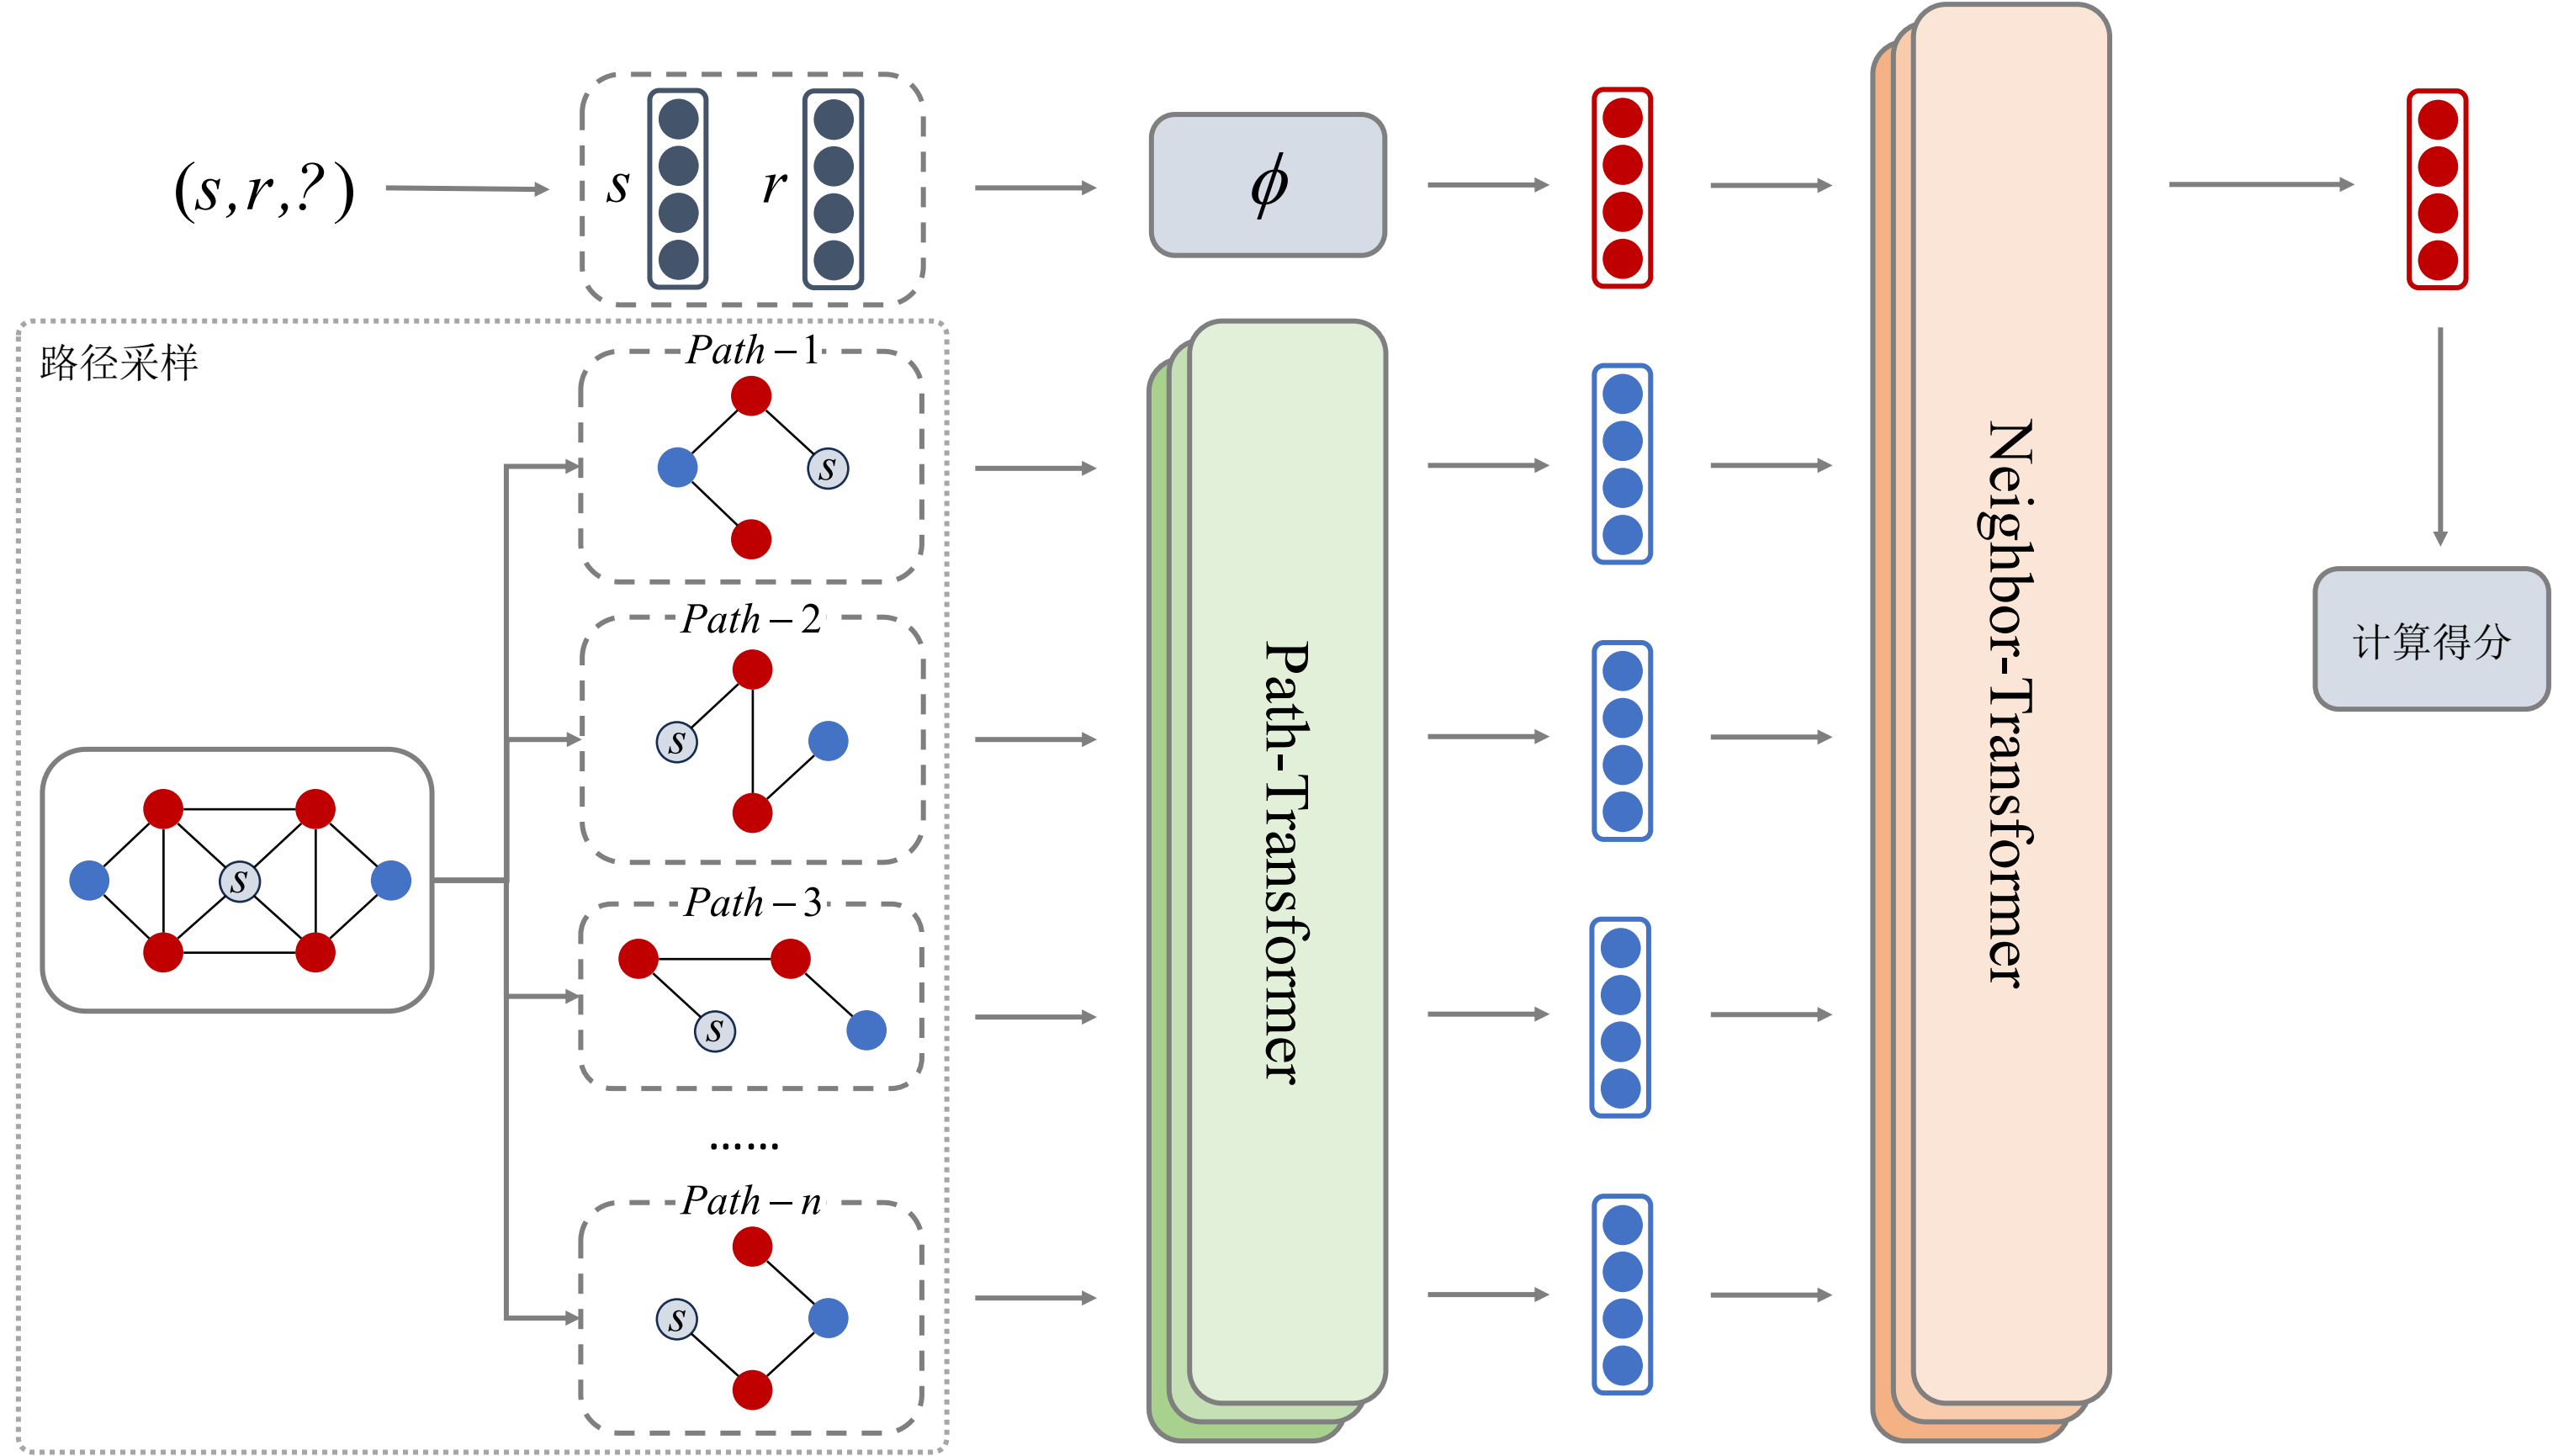 (s,r,?)
s
r
ϕ
路径采样
Path－1
s
Path－2
s
s
Path－3
s
......
Path－n
s
Path-Transformer
Neighbor-Transformer
计算得分